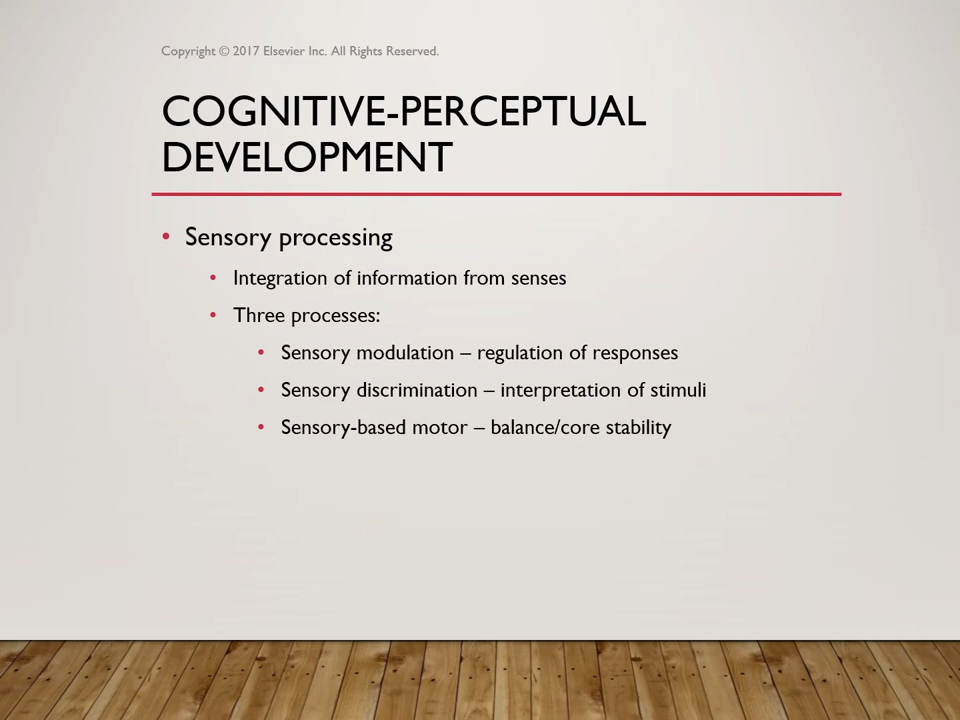 Copyright © 2017 Elsevier Inc. All Rights Reserved.
COGNITIVE-PERCEPTUAL
DEVELOPMENT
• Sensory processing
• Integration of information from senses
• Three processes:
• Sensory modulation – regulation of responses
• Sensory discrimination – interpretation of stimuli
• Sensory-based motor – balance/core stability